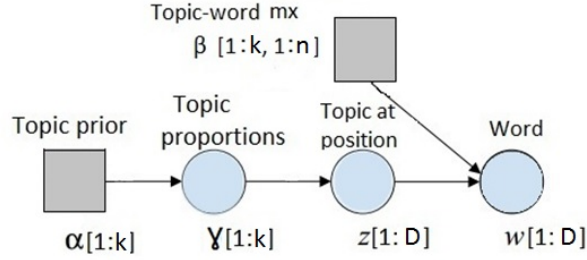 Topic-word mx
β [1:k, 1:n]
Topic prior
Topic
proportions
Topic at
position
Word
α[1:k]
Ɣ[1:k]
z[1: D]
w[1: D]